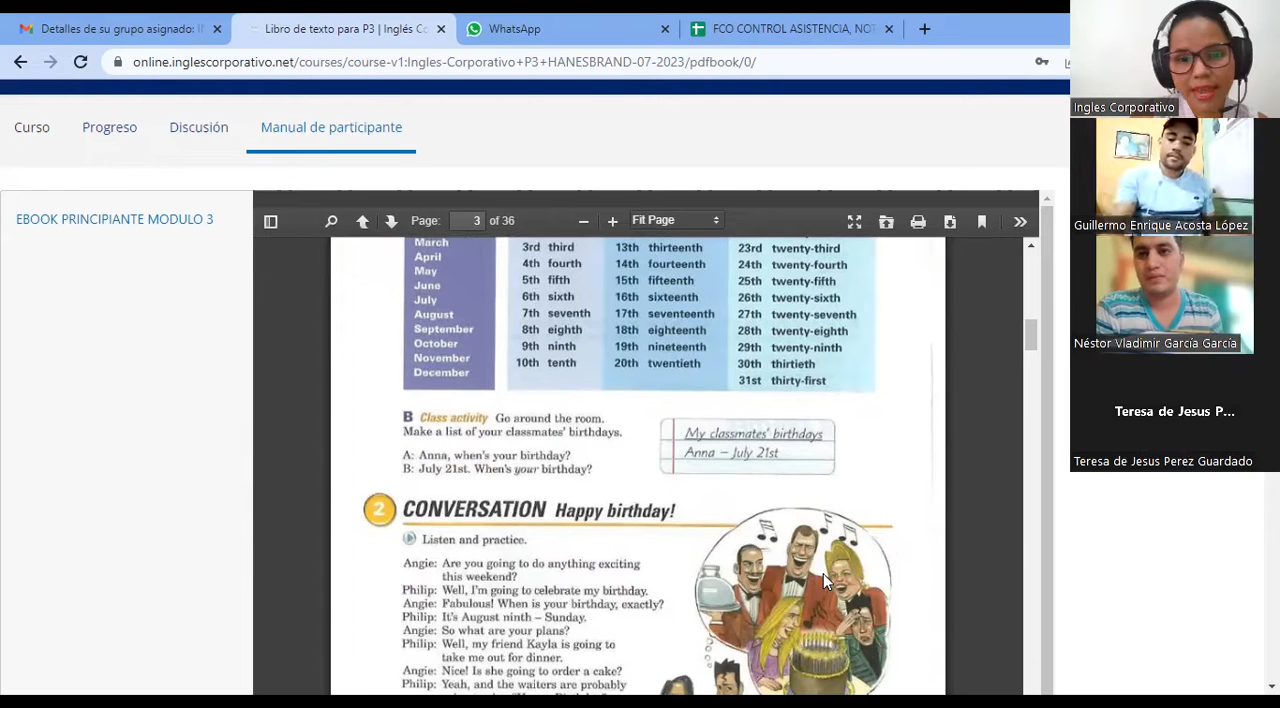 Detalles de su grupo asignado: I
Libro de texto para P3 | Inglés Co
WhatsApp
FCO CONTROL ASISTENCIA, NOT
online.inglescorporativo.net/courses/course-v1:Ingles-Corporativo+P3+HANESBRAND-07-2023/pdfbook/0/
Ingles Corporativo
Curso
Progreso
Discusión
Manual de participante
EBOOK PRINCIPIANTE MODULO 3
Page: 3 of 36
Fit Page
March
April
May
June
July
August
September
October
November
December
3rd third
4th fourth
5th fifth
6th sixth
7th seventh
8th eighth
9th ninth
10th tenth
13th thirteenth
14th fourteenth
15th fifteenth
16th sixteenth
17th seventeenth
18th eighteenth
19th nineteenth
20th twentieth
23rd twenty-third
24th twenty-fourth
25th twenty-fifth
26th twenty-sixth
27th twenty-seventh
28th twenty-eighth
29th twenty-ninth
30th thirtieth
31st thirty-first
B Class activity Go around the room.
Make a list of your classmates' birthdays.
A: Anna, when's your birthday?
B: July 21st. When's your birthday?
My classmates' birthdays
Anna – July 21st
2 CONVERSATION Happy birthday!
Listen and practice.
Angie: Are you going to do anything exciting
this weekend?
Philip: Well, I'm going to celebrate my birthday.
Angie: Fabulous! When is your birthday, exactly?
Philip: It's August ninth – Sunday.
Angie: So what are your plans?
Philip: Well, my friend Kayla is going to
take me out for dinner.
Angie: Nice! Is she going to order a cake?
Philip: Yeah, and the waiters are probably
Guillermo Enrique Acosta López
Néstor Vladimir García García
Teresa de Jesus P...
Teresa de Jesus Perez Guardado